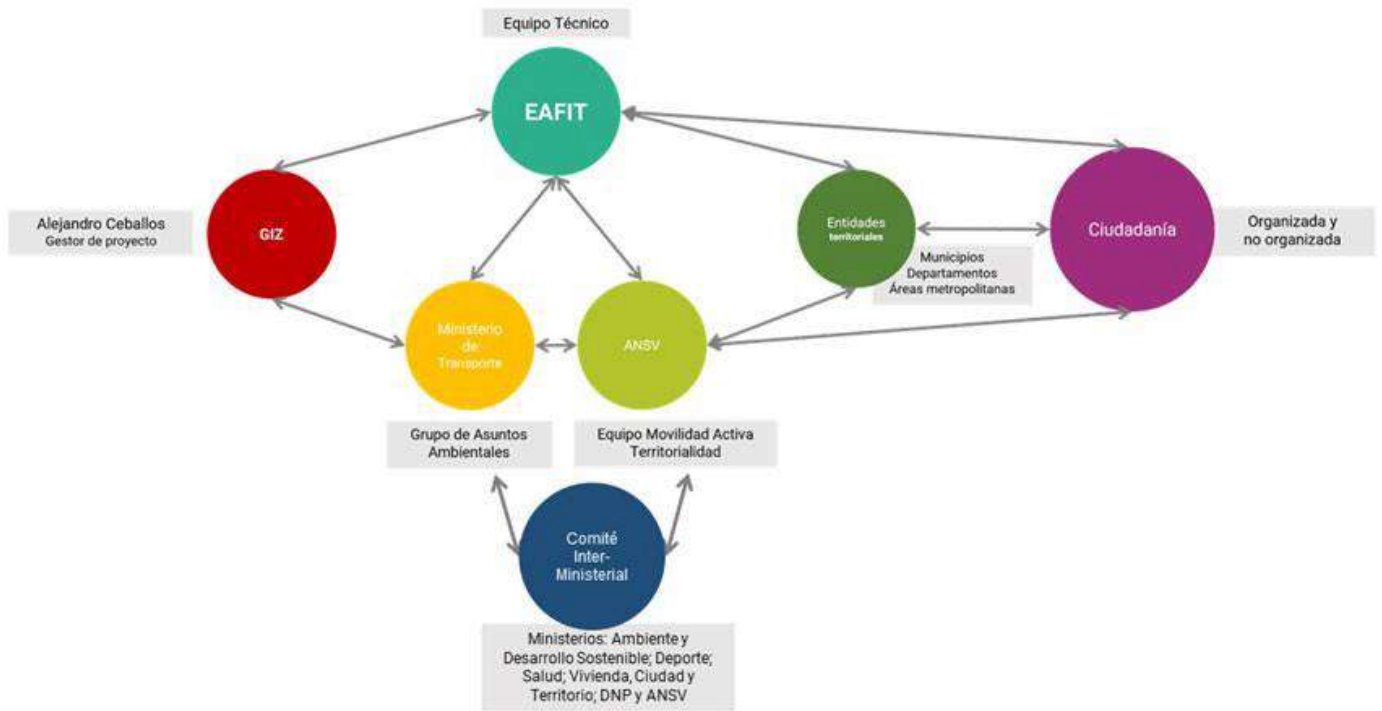 Equipo Técnico
EAFIT
Alejandro Ceballos
Gestor de proyecto
GIZ
Entidades
territoriales
Municipios
Departamentos
Áreas metropolitanas
Ciudadanía
Organizada y
no organizada
Ministerio
de
Transporte
ANSV
Grupo de Asuntos
Ambientales
Equipo Movilidad Activa
Territorialidad
Comité
Inter-
Ministerial
Ministerios: Ambiente y
Desarrollo Sostenible; Deporte;
Salud; Vivienda, Ciudad y
Territorio; DNP y ANSV